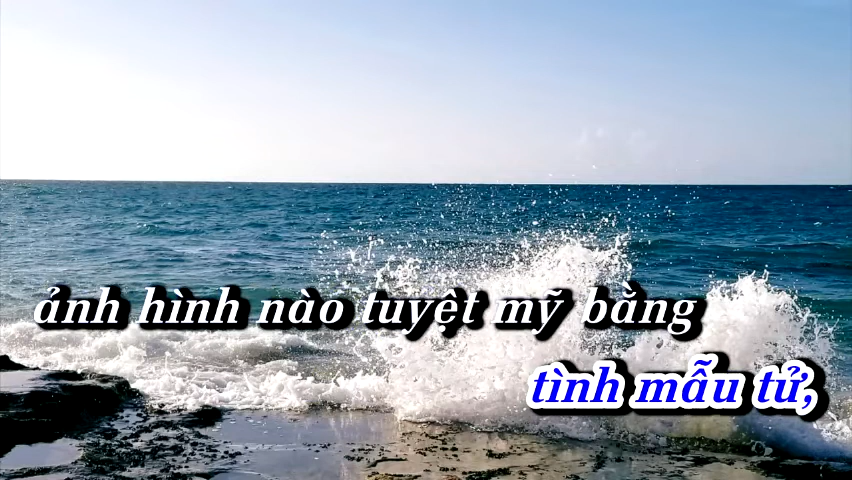 ảnh hình nào tuyệt mỹ bằng
tình mẫu tử,